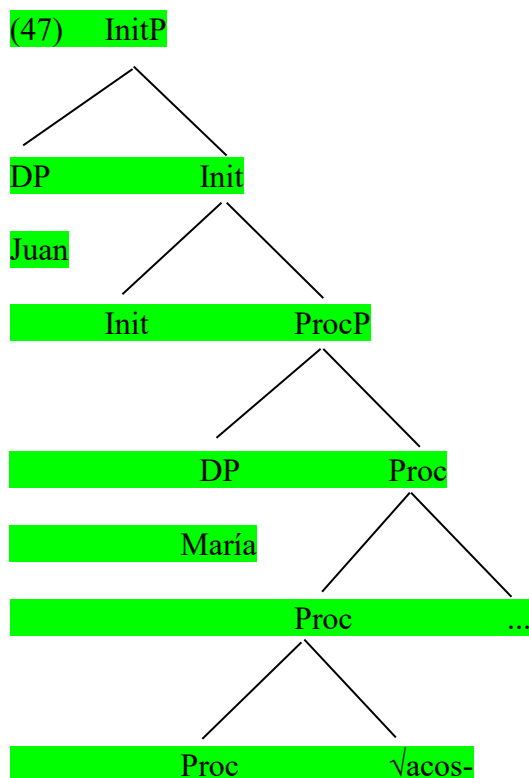 (47) InitP
DP Init
Juan
Init ProcP
DP Proc
María
Proc ...
Proc √acos-